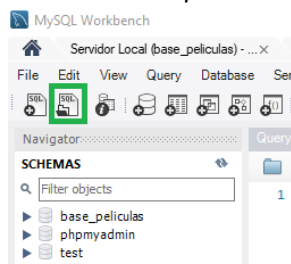 MySQL Workbench
Servidor Local (base_peliculas) - ... ×
File Edit View Query Database Ser
SQL SQL
Navigator Query
SCHEMAS
Filter objects
1
base_peliculas
phpmyadmin
test